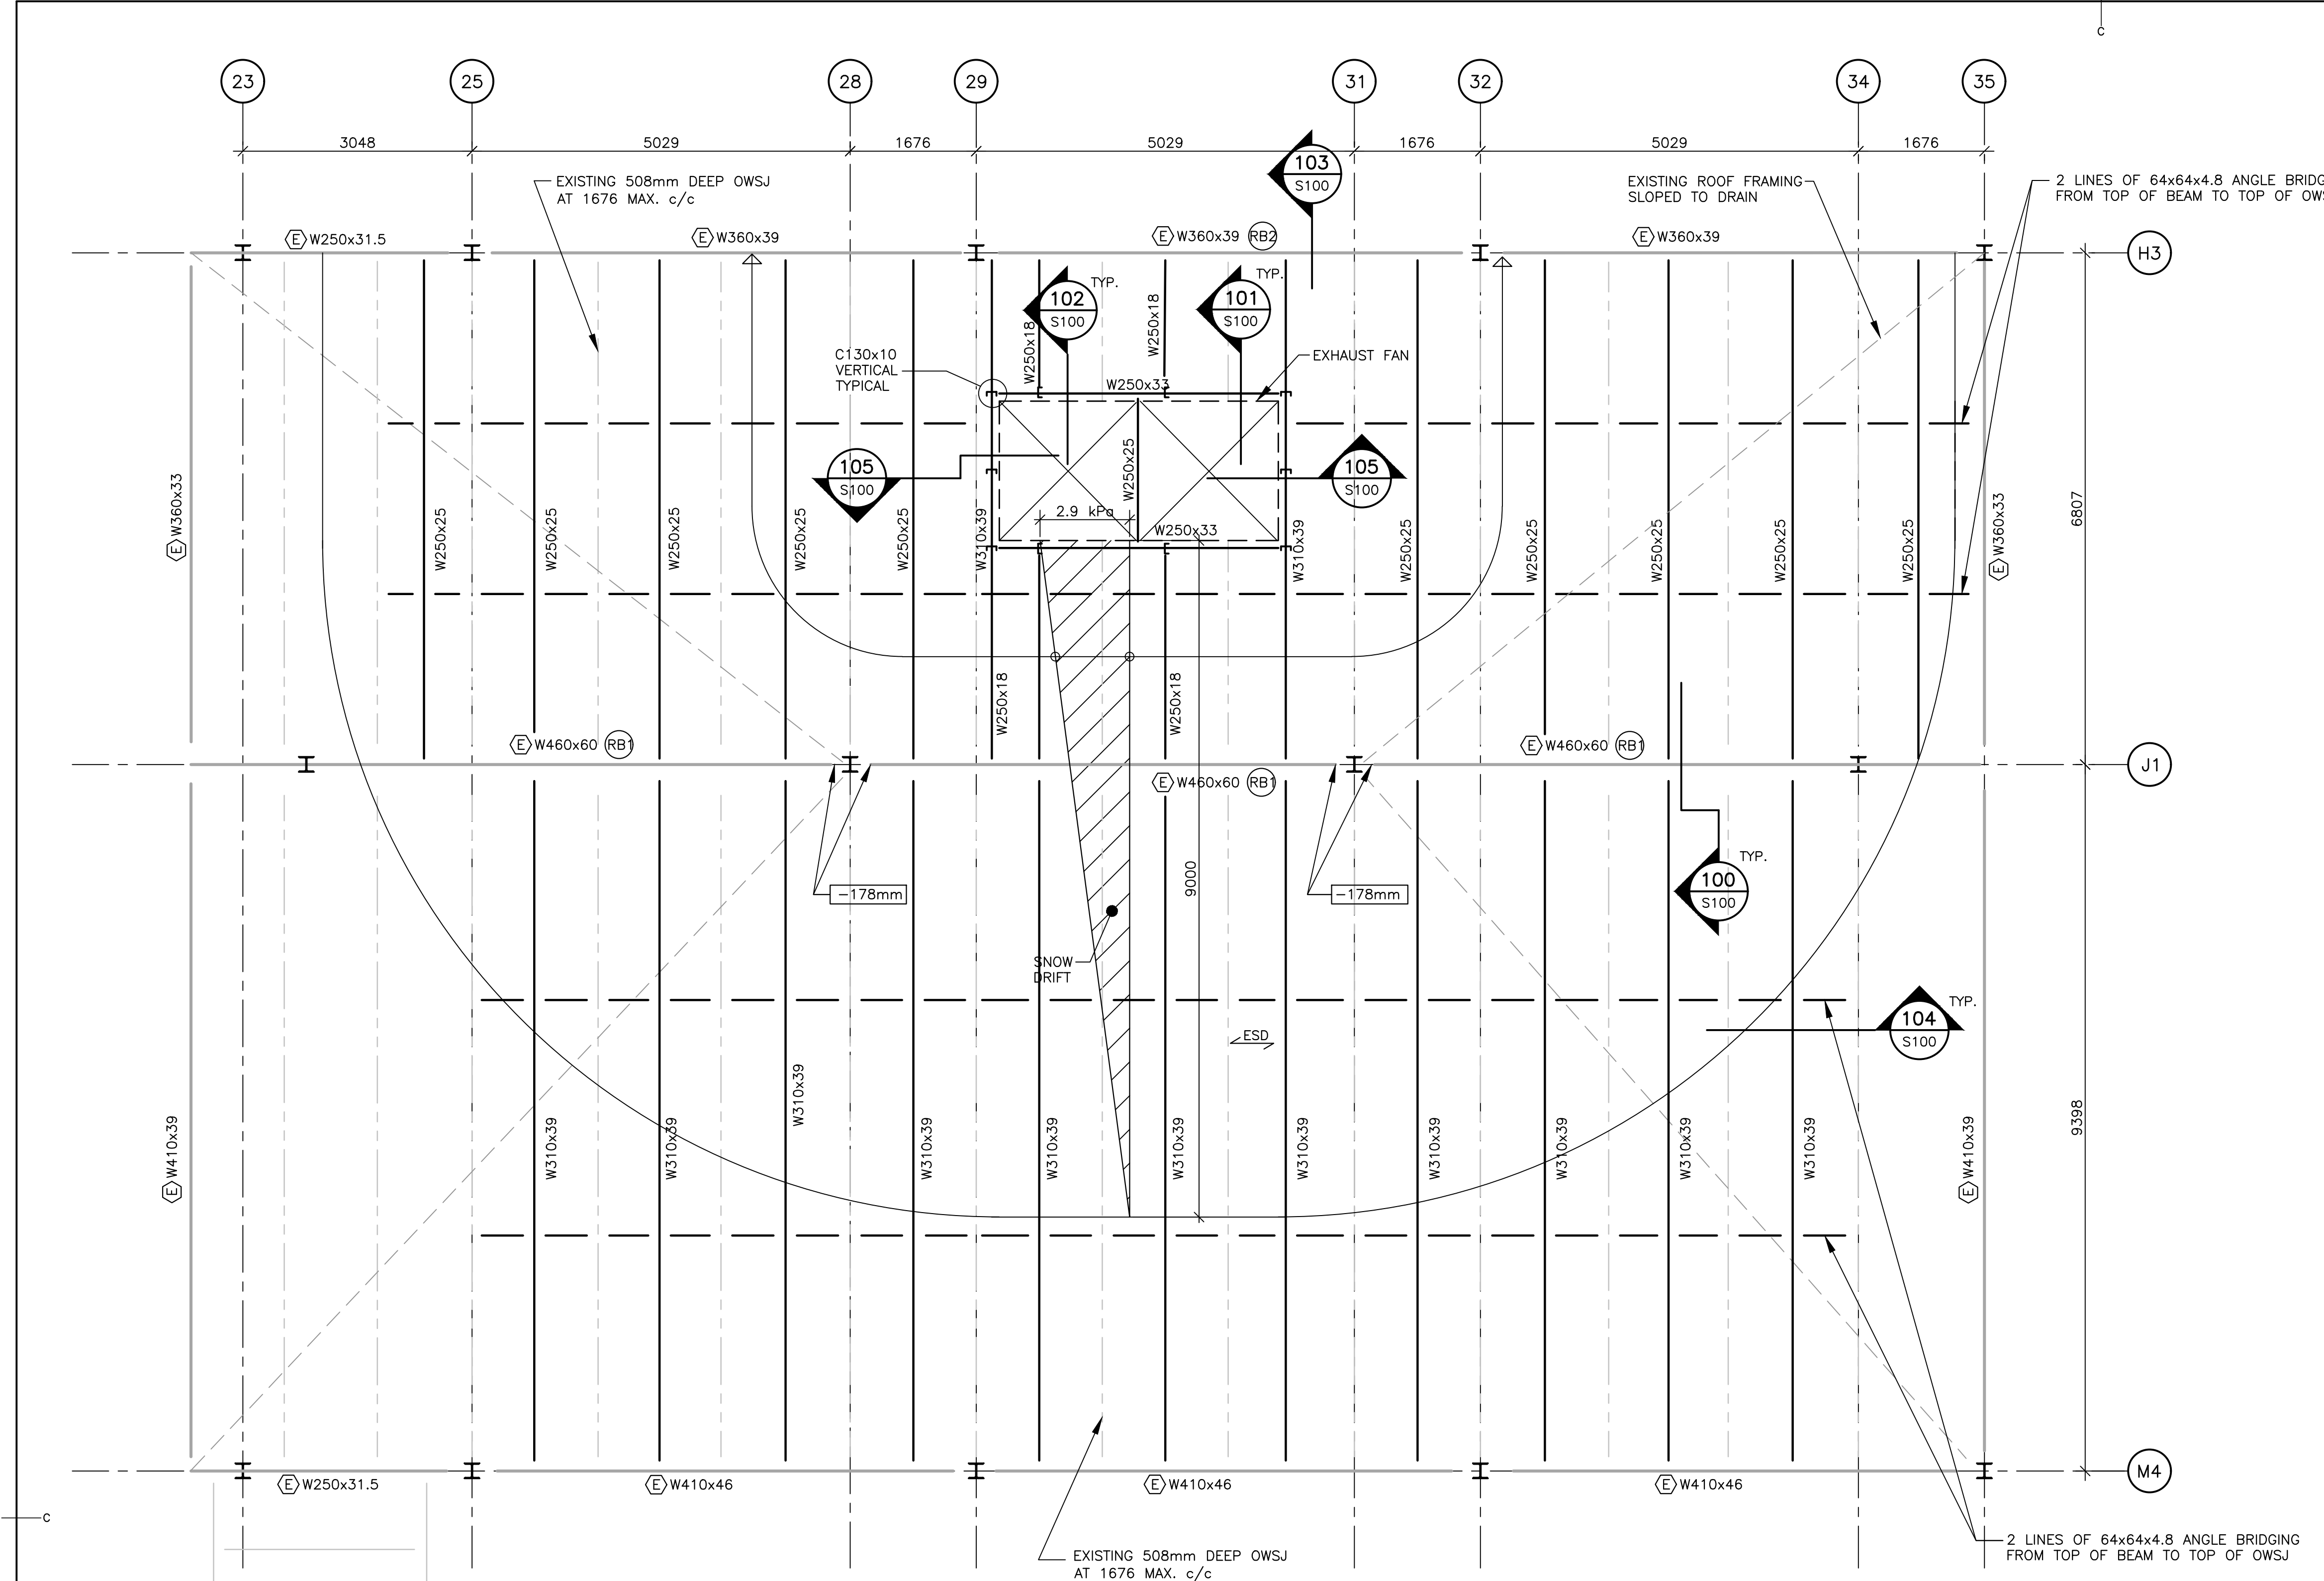 C
23
25
28
29
31
32
34
35
3048
5029
1676
5029
1676
5029
1676
103
S100
EXISTING 508mm DEEP OWSJ
AT 1676 MAX. c/c
EXISTING ROOF FRAMING
SLOPED TO DRAIN
2 LINES OF 64x64x4.8 ANGLE
FROM TOP OF BEAM TO TOP OF
E W250x31.5
E W360x39
E W360x39 RB2
E W360x39
H3
102
S100
TYP.
101
S100
TYP.
W250x18
W250x18
C130x10
VERTICAL
TYPICAL
EXHAUST FAN
W250x33
105
S100
W250x25
105
S100
2.9 kPa
W250x33
E W360x33
W250x25
W250x25
W250x25
W250x25
W250x25
W310x39
W310x39
W250x25
W250x25
W250x25
W250x25
W250x25
E W360x33
6807
W250x18
W250x18
E W460x60 RB1
E W460x60 RB1
E W460x60 RB1
J1
-178mm
-178mm
9000
100
S100
TYP.
SNOW
DRIFT
ESD
104
S100
TYP.
E W410x39
W310x39
W310x39
W310x39
W310x39
W310x39
W310x39
W310x39
W310x39
W310x39
W310x39
W310x39
E W410x39
9398
E W250x31.5
E W410x46
E W410x46
E W410x46
M4
C
EXISTING 508mm DEEP OWSJ
AT 1676 MAX. c/c
2 LINES OF 64x64x4.8 ANGLE BRIDGING
FROM TOP OF BEAM TO TOP OF OWSJ